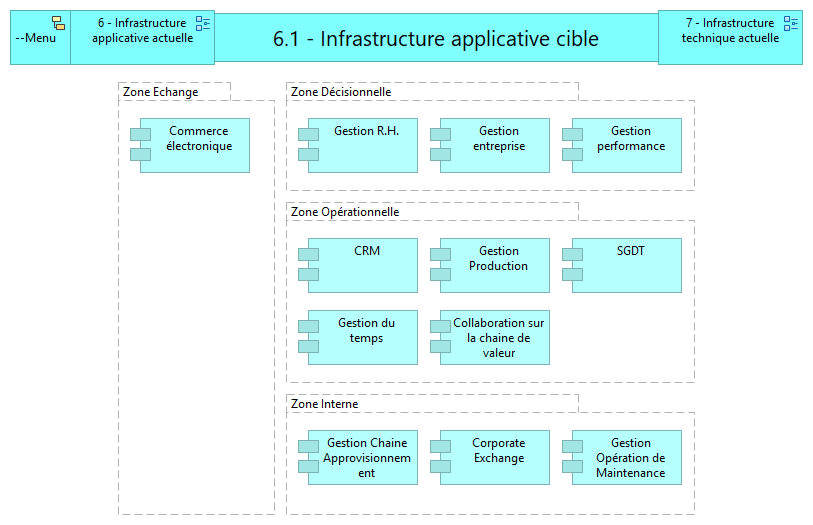 --Menu
6 - Infrastructure
applicative actuelle
6.1 - Infrastructure applicative cible
7 - Infrastructure
technique actuelle
Zone Echange
Commerce
électronique
Zone Décisionnelle
Gestion R.H.
Gestion
entreprise
Gestion
performance
Zone Opérationnelle
CRM
Gestion
Production
SGDT
Gestion du
temps
Collaboration sur
la chaine de
valeur
Zone Interne
Gestion Chaine
Approvisionnem
ent
Corporate
Exchange
Gestion
Opération de
Maintenance